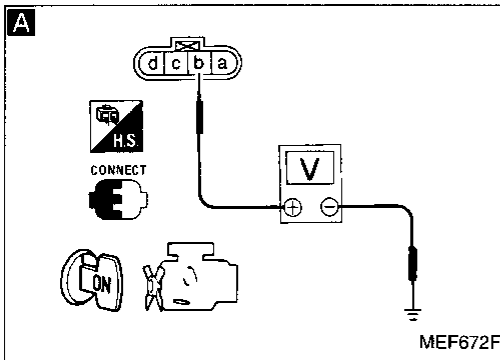 A
d c b a
H.S.
CONNECT
V
⊕ ⊖
ON
MEF672F